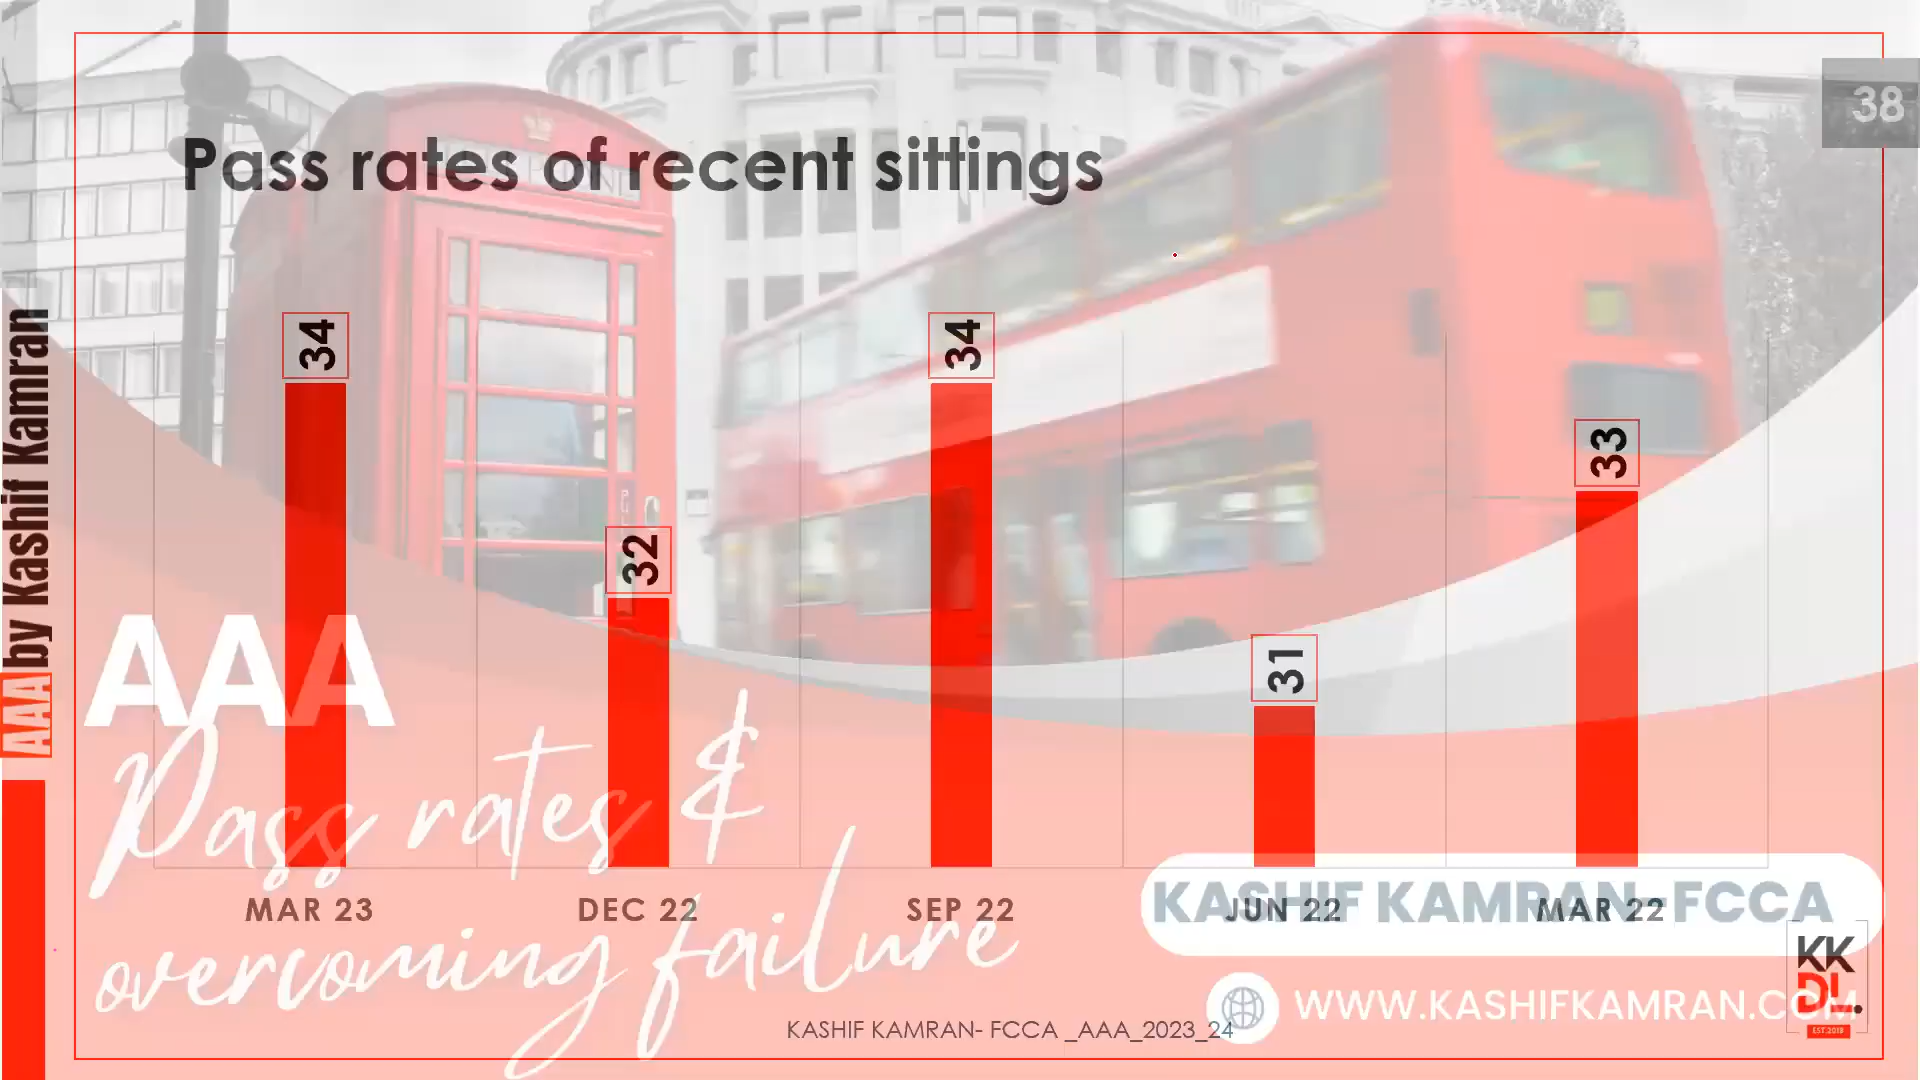 38
Pass rates of recent sittings
34
32
34
31
33
AAA by Kashif Kamran
AAA
Pass rates &
overcoming failure
MAR 23
DEC 22
SEP 22
JUN 22
MAR 22
KASHIF KAMRAN-FCCA
WWW.KASHIFKAMRAN.COM
KASHIF KAMRAN- FCCA _AAA_2023_24
KK
DL.
EST.2018